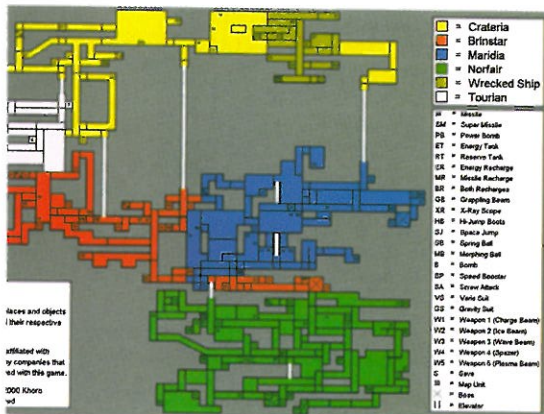 = Crateria
= Brinstar
= Maridia
= Norfair
= Wrecked Ship
= Tourian
M = Missile
SM = Super Missile
PB = Power Bomb
ET = Energy Tank
RT = Reserve Tank
ER = Energy Recharge
MR = Missile Recharge
BR = Both Recharges
GB = Grappling Beam
XR = X-Ray Scope
HB = Hi-Jump Boots
SJ = Space Jump
SB = Spring Ball
MB = Morphing Ball
B = Bomb
SP = Speed Booster
SA = Screw Attack
VS = Varia Suit
GS = Gravity Suit
W1 = Weapon 1 (Charge Beam)
W2 = Weapon 2 (Ice Beam)
W3 = Weapon 3 (Wave Beam)
W4 = Weapon 4 (Spazer)
W5 = Weapon 5 (Plasma Beam)
S = Save
= Map Unit
= Boss
= Elevator
places and objects
their respective
affiliated with
companies that
ved with this game.
2000 Khoro